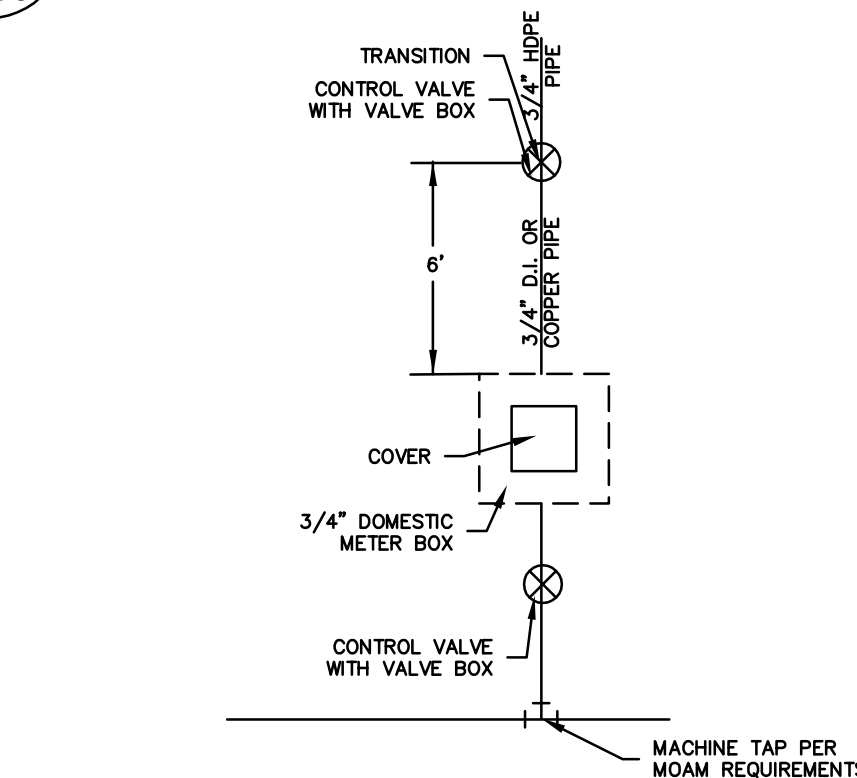 3/4" HDPE
PIPE
TRANSITION
CONTROL VALVE
WITH VALVE BOX
6'
3/4" D.I. OR
COPPER PIPE
COVER
3/4" DOMESTIC
METER BOX
CONTROL VALVE
WITH VALVE BOX
MACHINE TAP PER
MOAM REQUIREMENTS